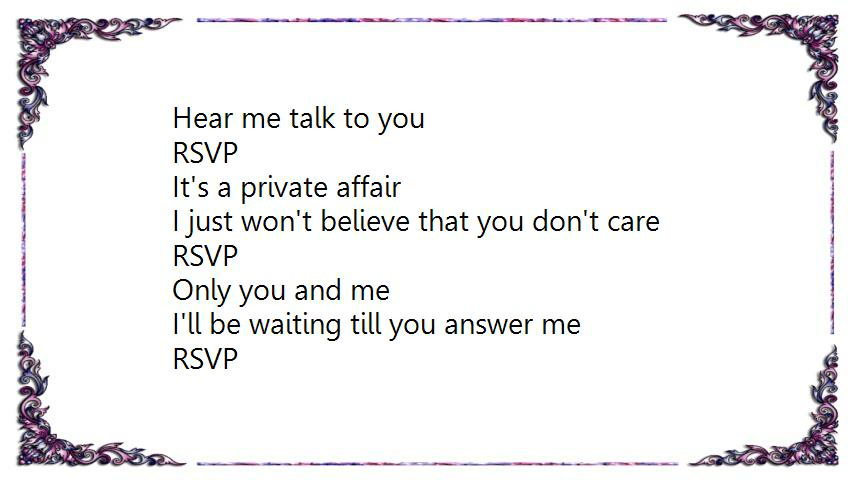 Hear me talk to you
RSVP
It's a private affair
I just won't believe that you don't care
RSVP
Only you and me
I'll be waiting till you answer me
RSVP